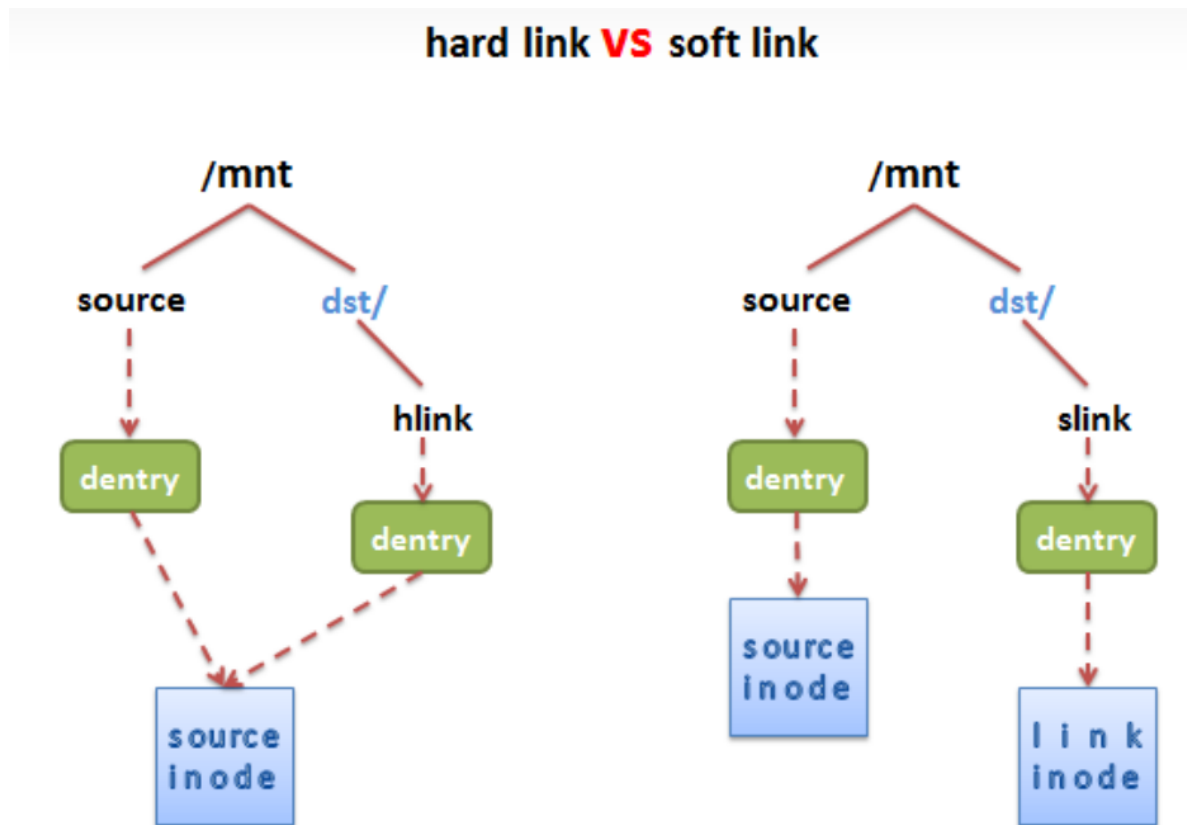 hard link VS soft link
/mnt
source
dst/
hlink
dentry
dentry
source
inode
/mnt
source
dst/
slink
dentry
dentry
source
inode
link
inode